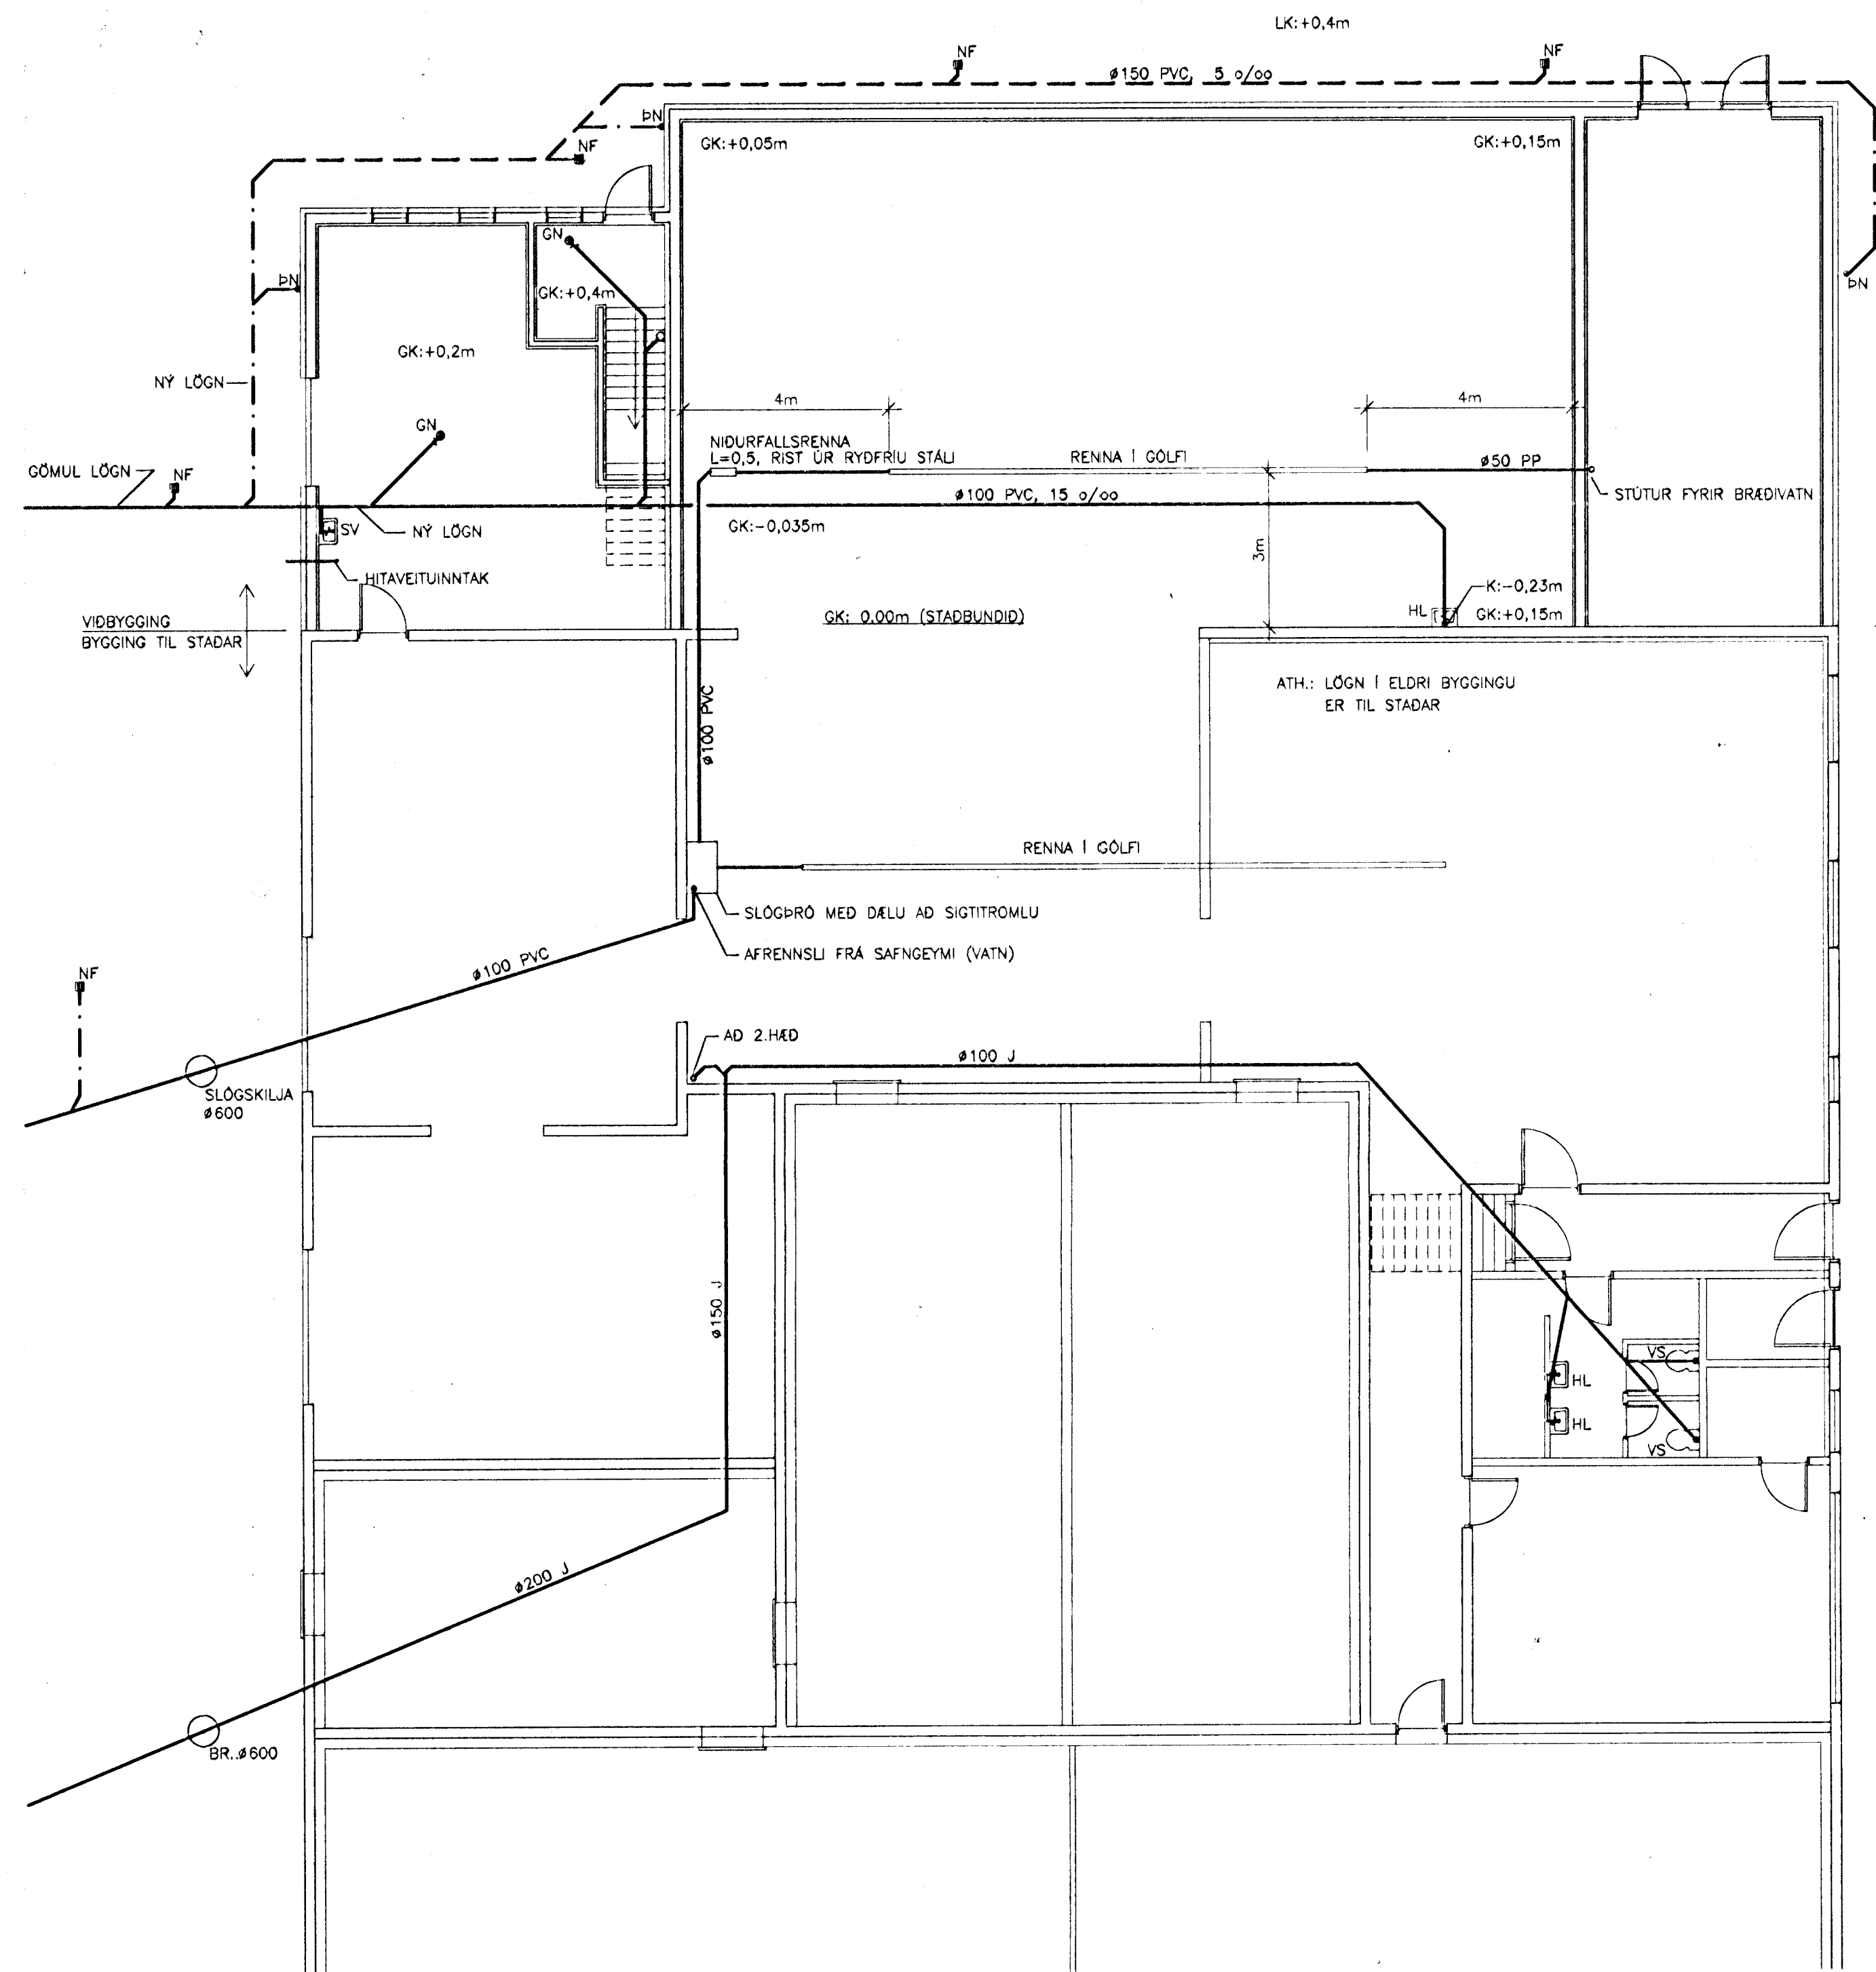 LK:+0,4m
NF
NF
ø150 PVC, 5 o/oo
ÞN
NF
GK:+0,05m
GK:+0,15m
GN
ÞN
ÞN
GK:+0,4m
GK:+0,2m
NÝ LÖGN
4m
4m
GN
NIÐURFALLSRENNA
L=0,5, RIST ÚR RYÐFRÍU STÁLI
RENNA Í GÓLFI
ø50 PP
GÖMUL LÖGN
NF
STÚTUR FYRIR BRÆÐIVATN
ø100 PVC, 15 o/oo
SV
NÝ LÖGN
GK:-0,035m
3m
HITAVEITUINNTAK
K:-0,23m
HL
GK:+0,15m
VIÐBYGGING
BYGGING TIL STAÐAR
GK: 0.00m (STAÐBUNDIÐ)
ATH.: LÖGN Í ELDRI BYGGINGU
ER TIL STAÐAR
ø100 PVC
RENNA Í GÓLFI
SLÓGÞRÓ MEÐ DÆLU AÐ SIGTITROMLU
AFRENNSLI FRÁ SAFNGEYMI (VATN)
ø100 PVC
NF
AÐ 2.HÆÐ
ø100 J
SLÓGSKILJA
ø600
ø150 J
VS
HL
HL
VS
ø200 J
BR..ø600